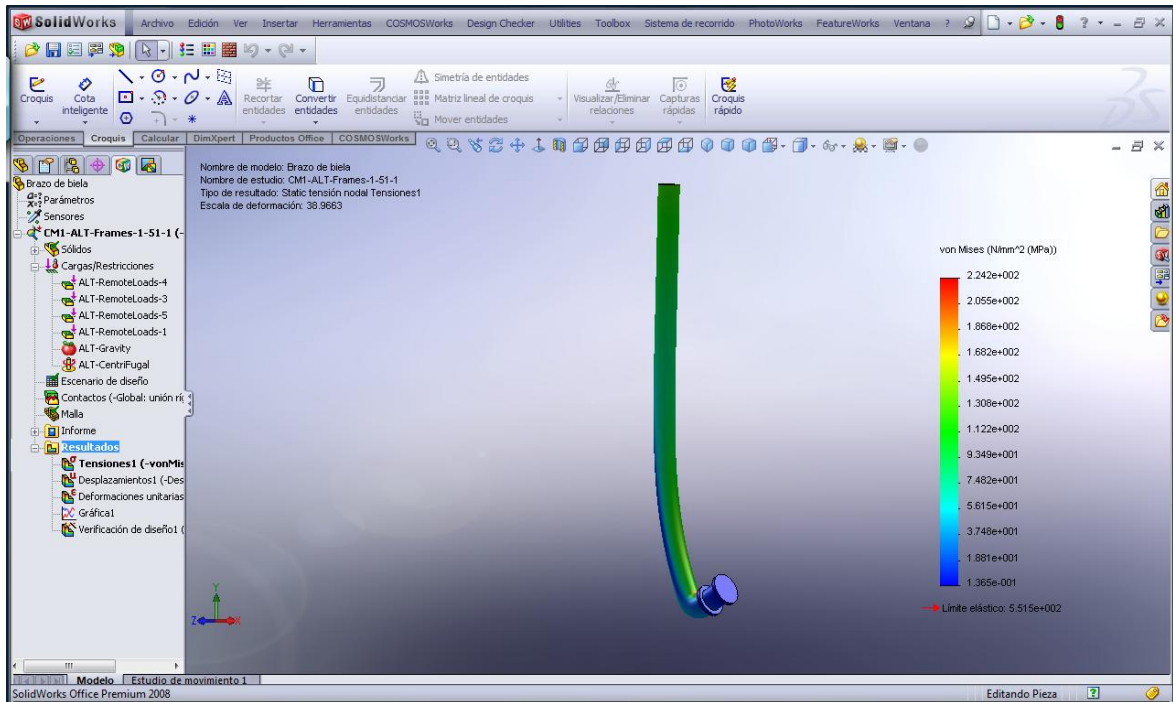 SolidWorks Archivo Edición Ver Insertar Herramientas COSMOSWorks Design Checker Utilities Toolbox Sistema de recorrido PhotoWorks FeatureWorks Ventana ?
Croquis Cota inteligente Recortar entidades Convertir entidades Equidistanciar entidades
Simetría de entidades
Matriz lineal de croquis
Mover entidades
Visualizar/Eliminar relaciones Capturas rápidas Croquis rápido
Operaciones Croquis Calcular DimXpert Productos Office COSMOSWorks
Brazo de biela
Parámetros
Sensores
CM1-ALT-Frames-1-51-1 (-
Sólidos
Cargas/Restricciones
ALT-RemoteLoads-4
ALT-RemoteLoads-3
ALT-RemoteLoads-5
ALT-RemoteLoads-1
ALT-Gravity
ALT-CentriFugal
Escenario de diseño
Contactos (-Global: unión ríg
Malla
Informe
Resultados
Tensiones1 (-vonMis
Desplazamientos1 (-Des
Deformaciones unitarias
Gráfica1
Verificación de diseño1 (
Nombre de modelo: Brazo de biela
Nombre de estudio: CM1-ALT-Frames-1-51-1
Tipo de resultado: Static tensión nodal Tensiones1
Escala de deformación: 38.9663
von Mises (N/mm^2 (MPa))
2.242e+002
2.055e+002
1.868e+002
1.682e+002
1.495e+002
1.308e+002
1.122e+002
9.349e+001
7.482e+001
5.615e+001
3.748e+001
1.881e+001
1.365e-001
Límite elástico: 5.515e+002
Y
Z X
Modelo Estudio de movimiento 1
SolidWorks Office Premium 2008 Editando Pieza